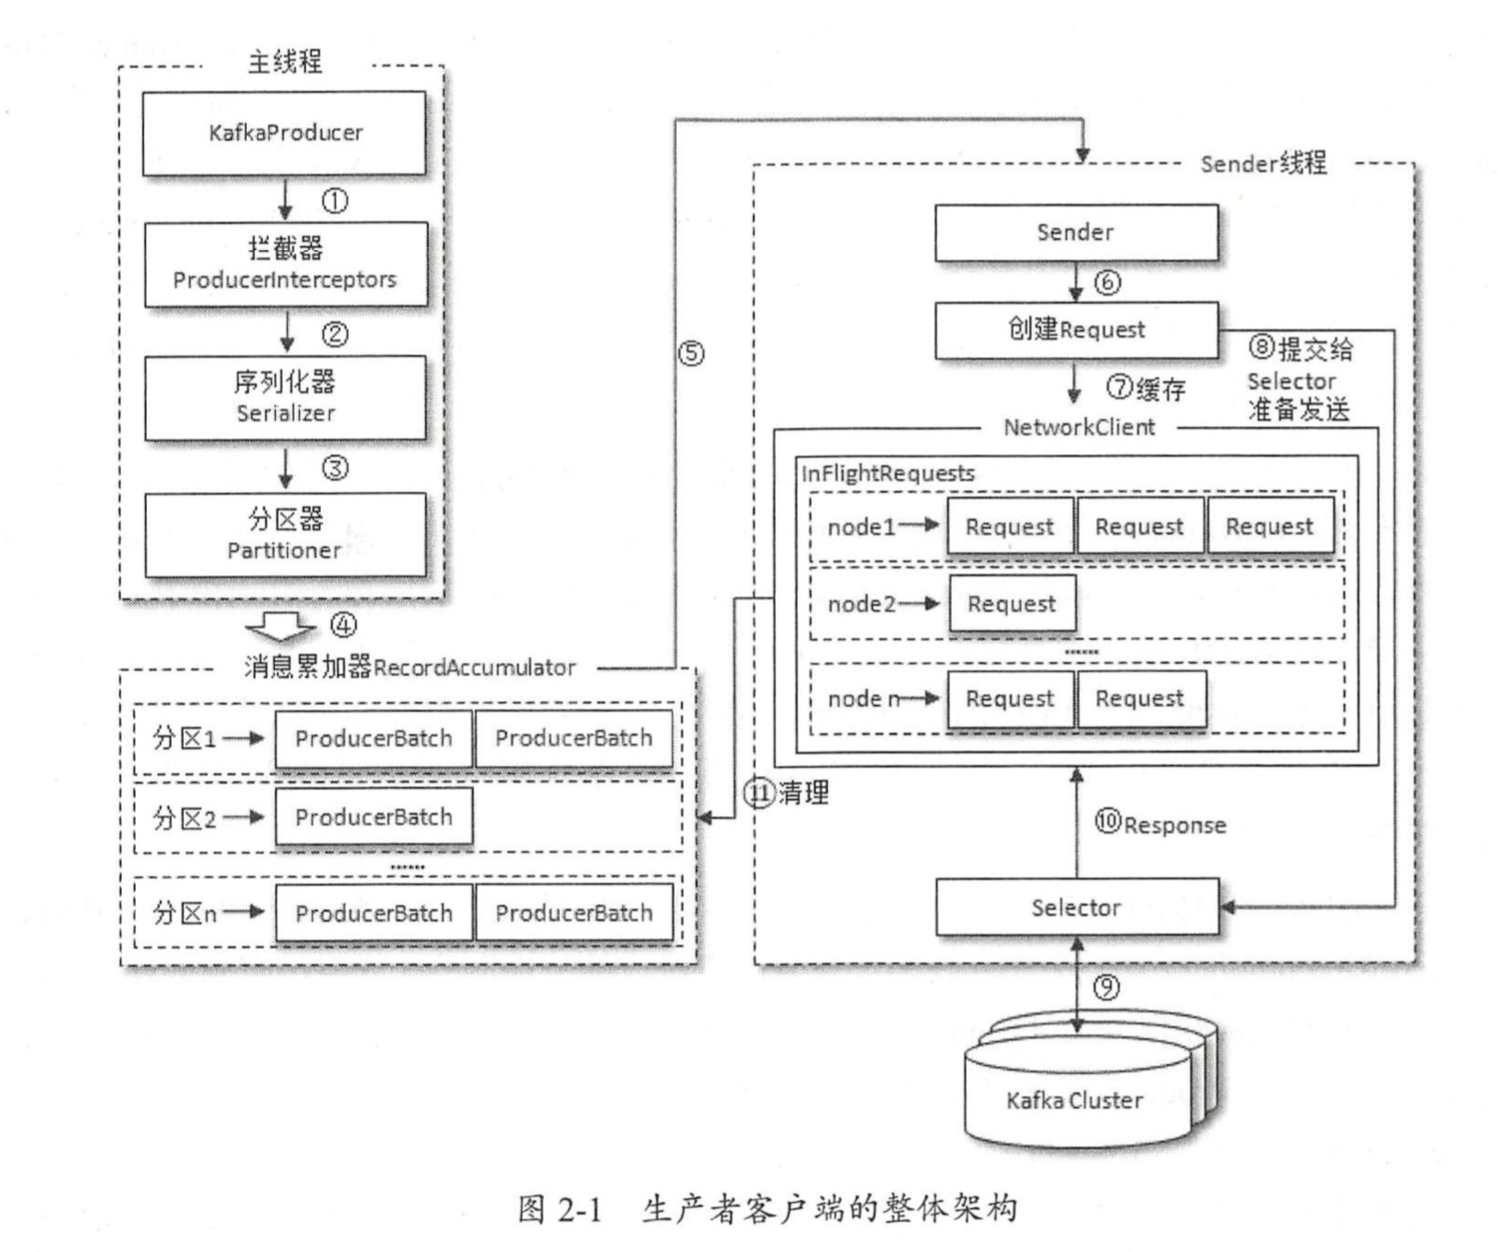 主线程
KafkaProducer
①
拦截器
ProducerInterceptors
②
序列化器
Serializer
③
分区器
Partitioner
④
消息累加器RecordAccumulator
分区1 ProducerBatch ProducerBatch
分区2 ProducerBatch
......
分区n ProducerBatch ProducerBatch
⑤
Sender线程
Sender
⑥
创建Request
⑦缓存
⑧提交给
Selector
准备发送
NetworkClient
InFlightRequests
node1 Request Request Request
node2 Request
......
node n Request Request
⑪清理
⑩Response
Selector
⑨
Kafka Cluster
图 2-1 生产者客户端的整体架构